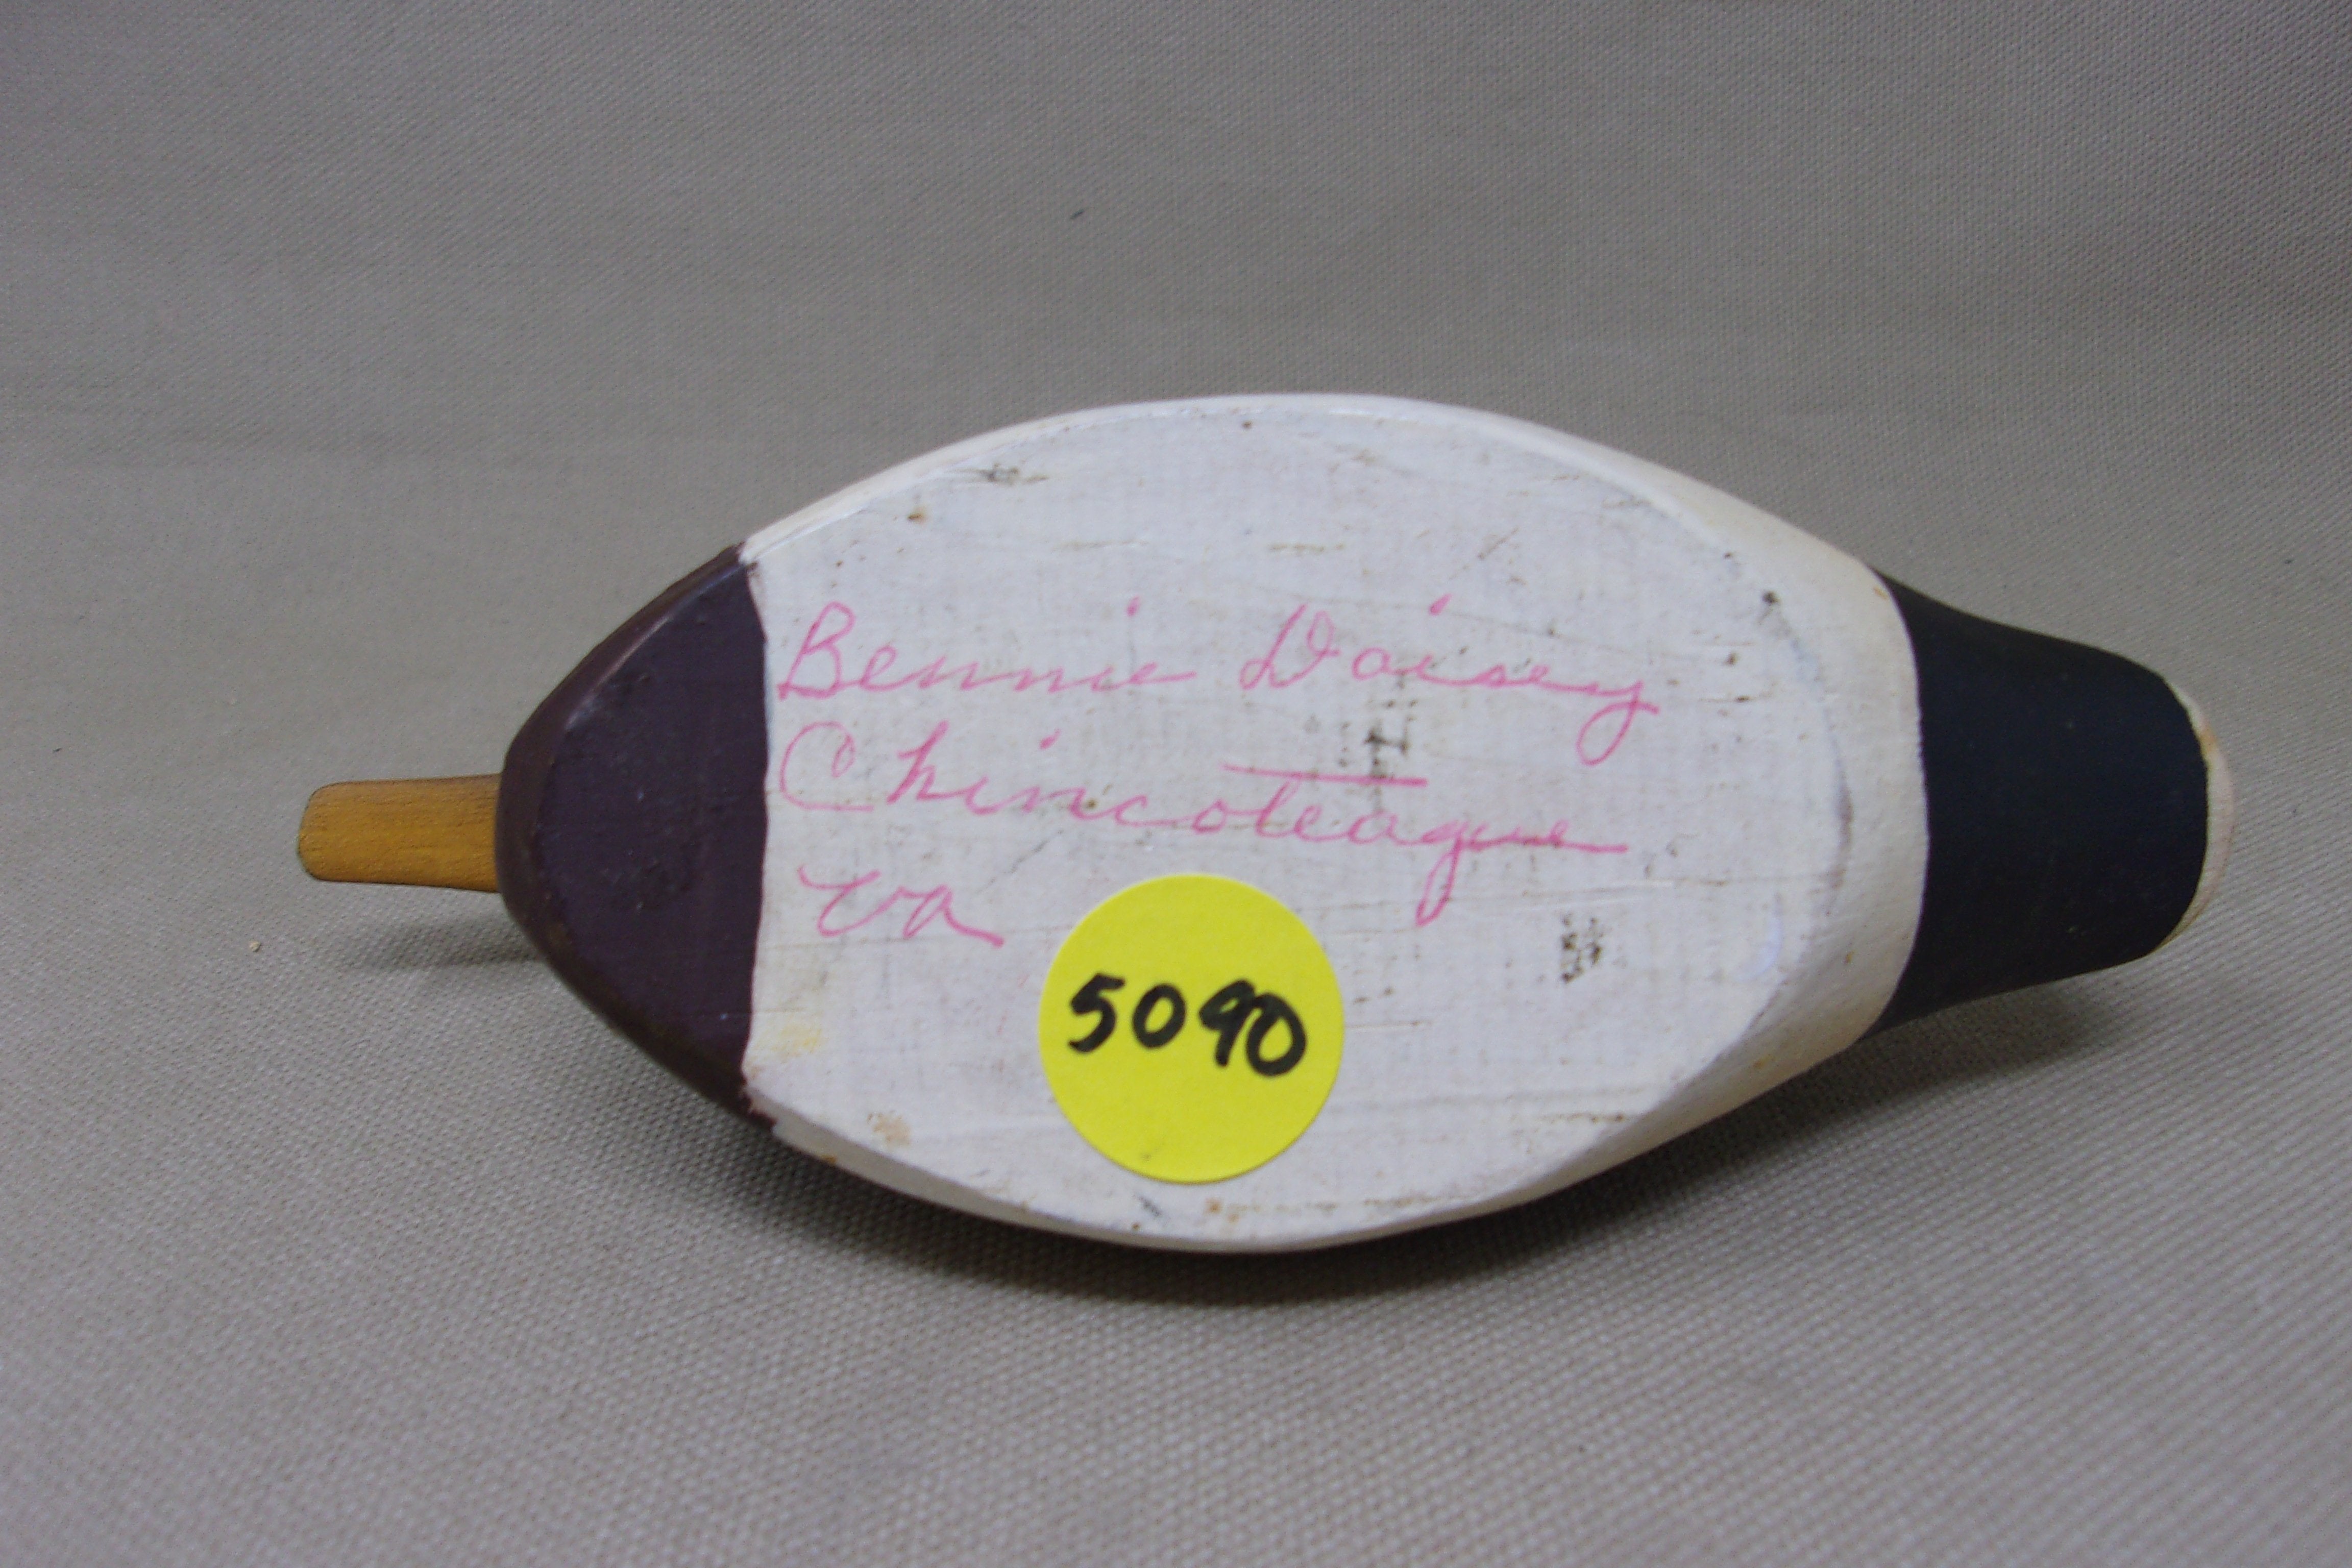 Bennie Daisey
Chincoteague
Va
5090